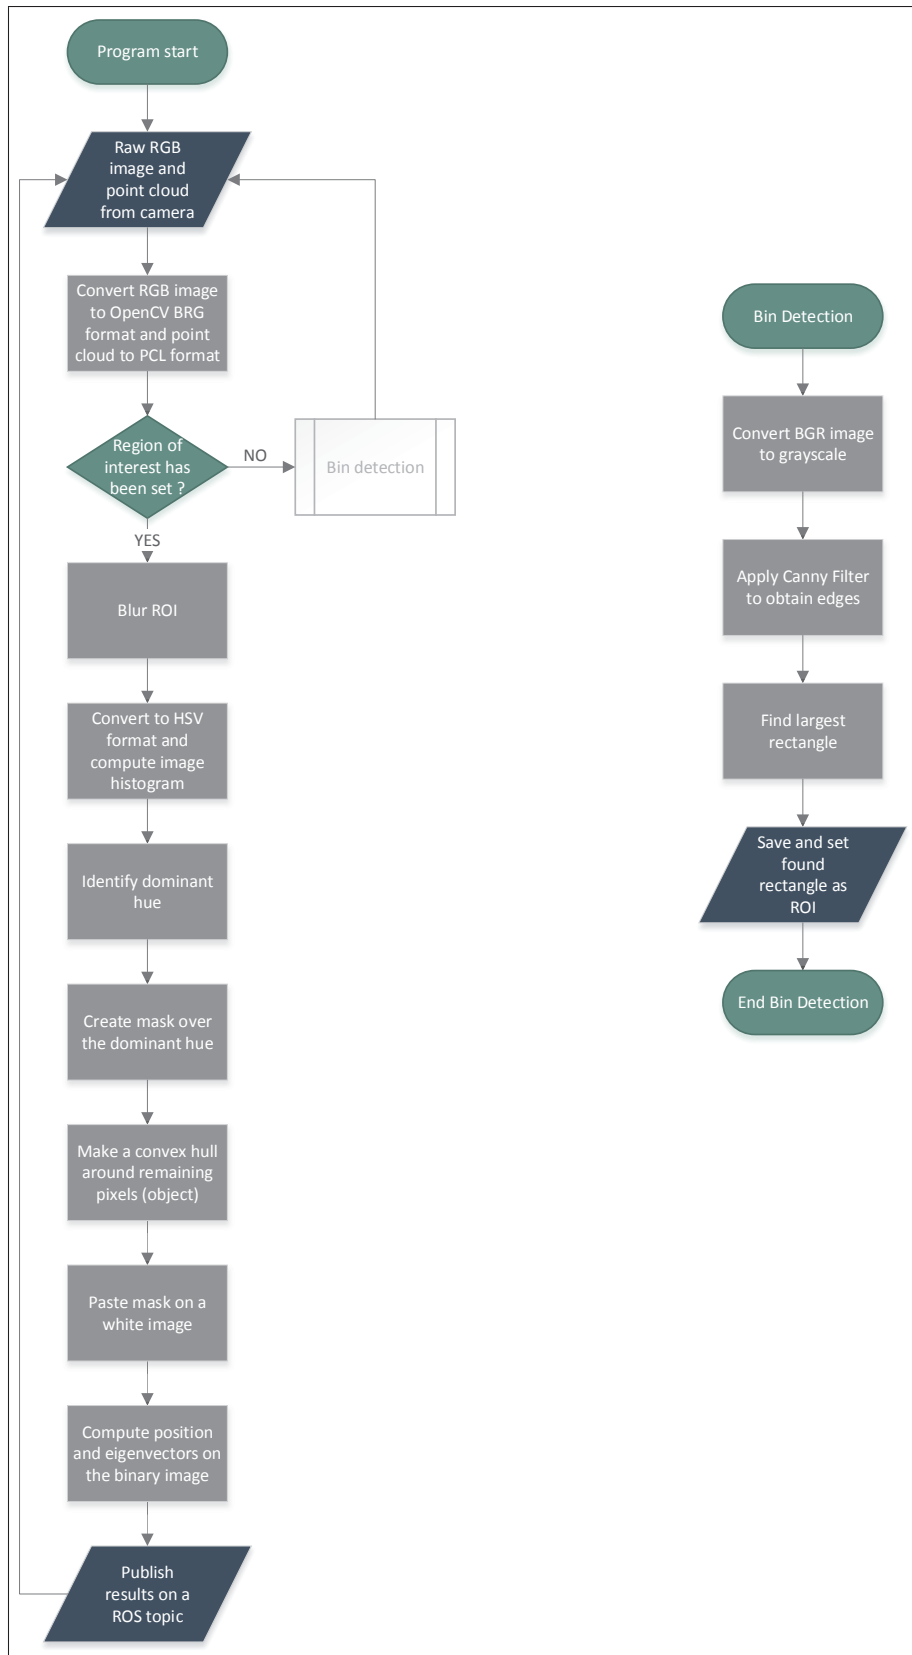 Program start
Raw RGB
image and
point cloud
from camera
Convert RGB image
to OpenCV BRG
format and point
cloud to PCL format
Region of
interest has
been set ?
NO
Bin detection
YES
Blur ROI
Convert to HSV
format and
compute image
histogram
Identify dominant
hue
Create mask over
the dominant hue
Make a convex hull
around remaining
pixels (object)
Paste mask on a
white image
Compute position
and eigenvectors on
the binary image
Publish
results on a
ROS topic
Bin Detection
Convert BGR image
to grayscale
Apply Canny Filter
to obtain edges
Find largest
rectangle
Save and set
found
rectangle as
ROI
End Bin Detection